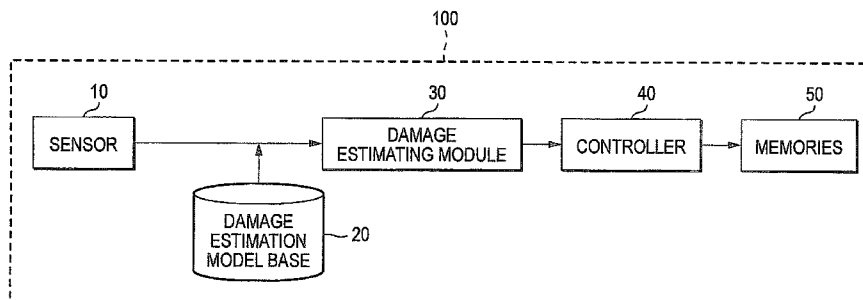 100
10
SENSOR
30
DAMAGE
ESTIMATING MODULE
40
CONTROLLER
50
MEMORIES
DAMAGE
ESTIMATION
MODEL BASE
20